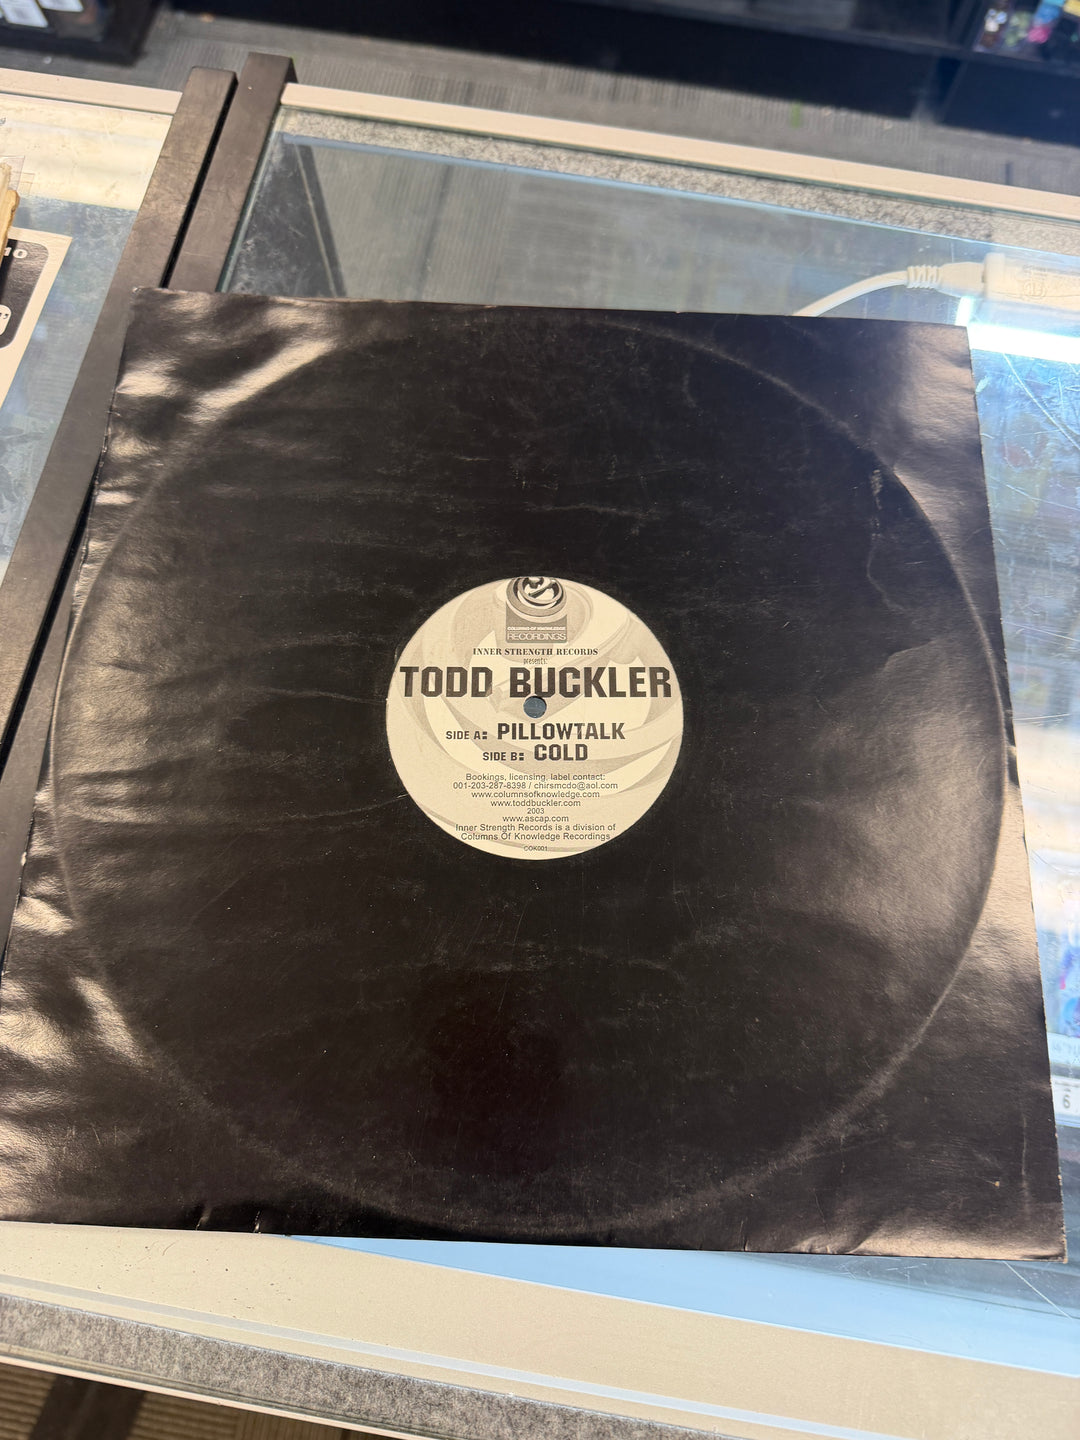 10
COLUMNS OF KNOWLEDGE
RECORDINGS
INNER STRENGTH RECORDS
presents:
TODD BUCKLER
SIDE A: PILLOWTALK
SIDE B: COLD
Bookings, licensing, label contact:
001-203-287-8398 / chirsmcdo@aol.com
www.columnsofknowledge.com
www.toddbuckler.com
2003
www.ascap.com
Inner Strength Records is a division of
Columns Of Knowledge Recordings
COK001